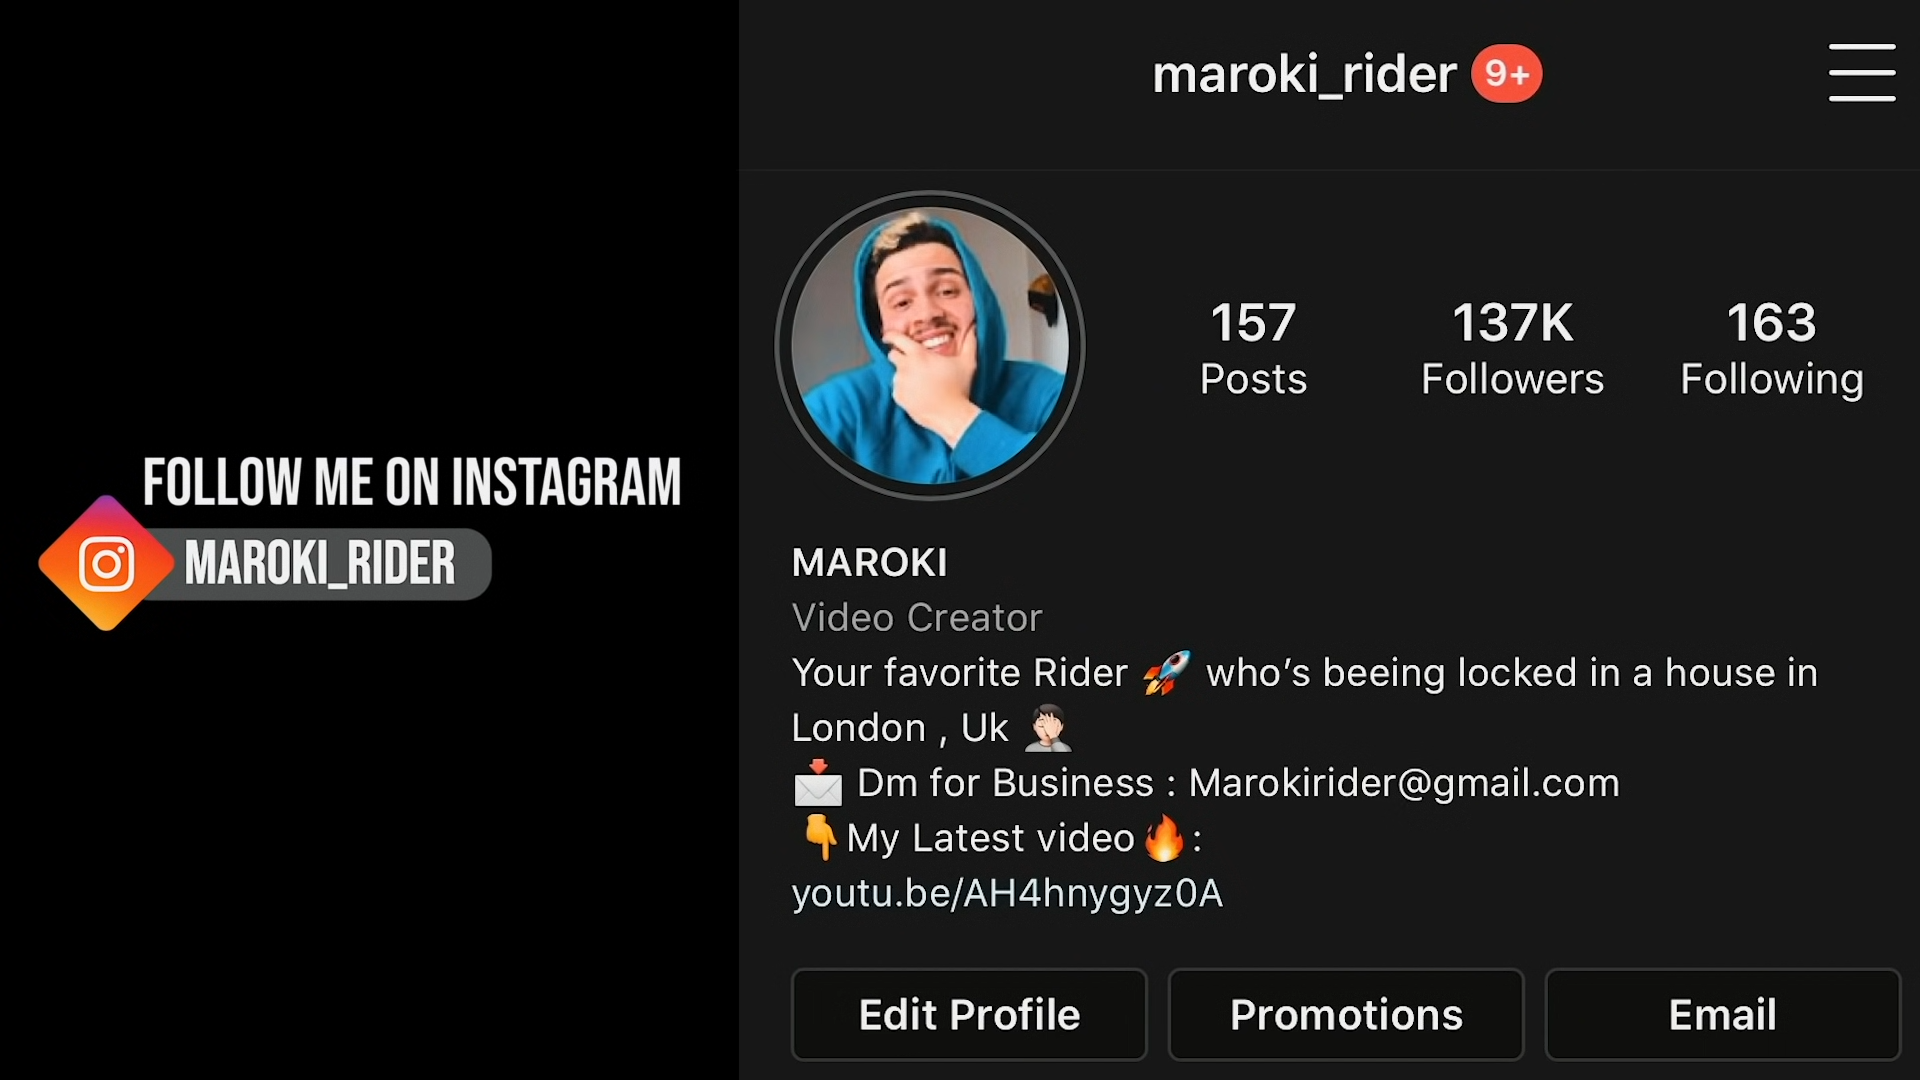 FOLLOW ME ON INSTAGRAM
MAROKI_RIDER
maroki_rider 9+
157 137K 163
Posts Followers Following
MAROKI
Video Creator
Your favorite Rider 🚀 who’s beeing locked in a house in
London , Uk 🤦🏻‍♂️
📩 Dm for Business : Marokirider@gmail.com
👇My Latest video🔥:
youtu.be/AH4hnygyz0A
Edit Profile Promotions Email